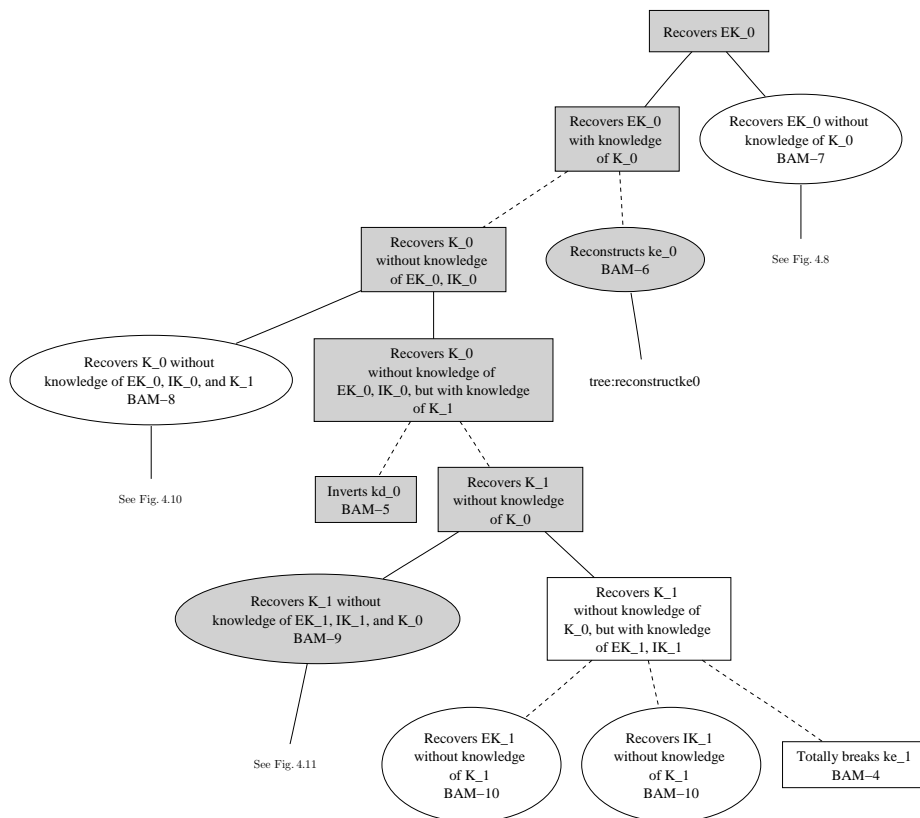 Recovers EK_0
Recovers EK_0
with knowledge
of K_0
Recovers EK_0 without
knowledge of K_0
BAM−7
Recovers K_0
without knowledge
of EK_0, IK_0
Reconstructs ke_0
BAM−6
See Fig. 4.8
Recovers K_0 without
knowledge of EK_0, IK_0, and K_1
BAM−8
Recovers K_0
without knowledge of
EK_0, IK_0, but with knowledge
of K_1
tree:reconstructke0
See Fig. 4.10
Inverts kd_0
BAM−5
Recovers K_1
without knowledge
of K_0
Recovers K_1 without
knowledge of EK_1, IK_1, and K_0
BAM−9
Recovers K_1
without knowledge of
K_0, but with knowledge
of EK_1, IK_1
See Fig. 4.11
Recovers EK_1
without knowledge
of K_1
BAM−10
Recovers IK_1
without knowledge
of K_1
BAM−10
Totally breaks ke_1
BAM−4